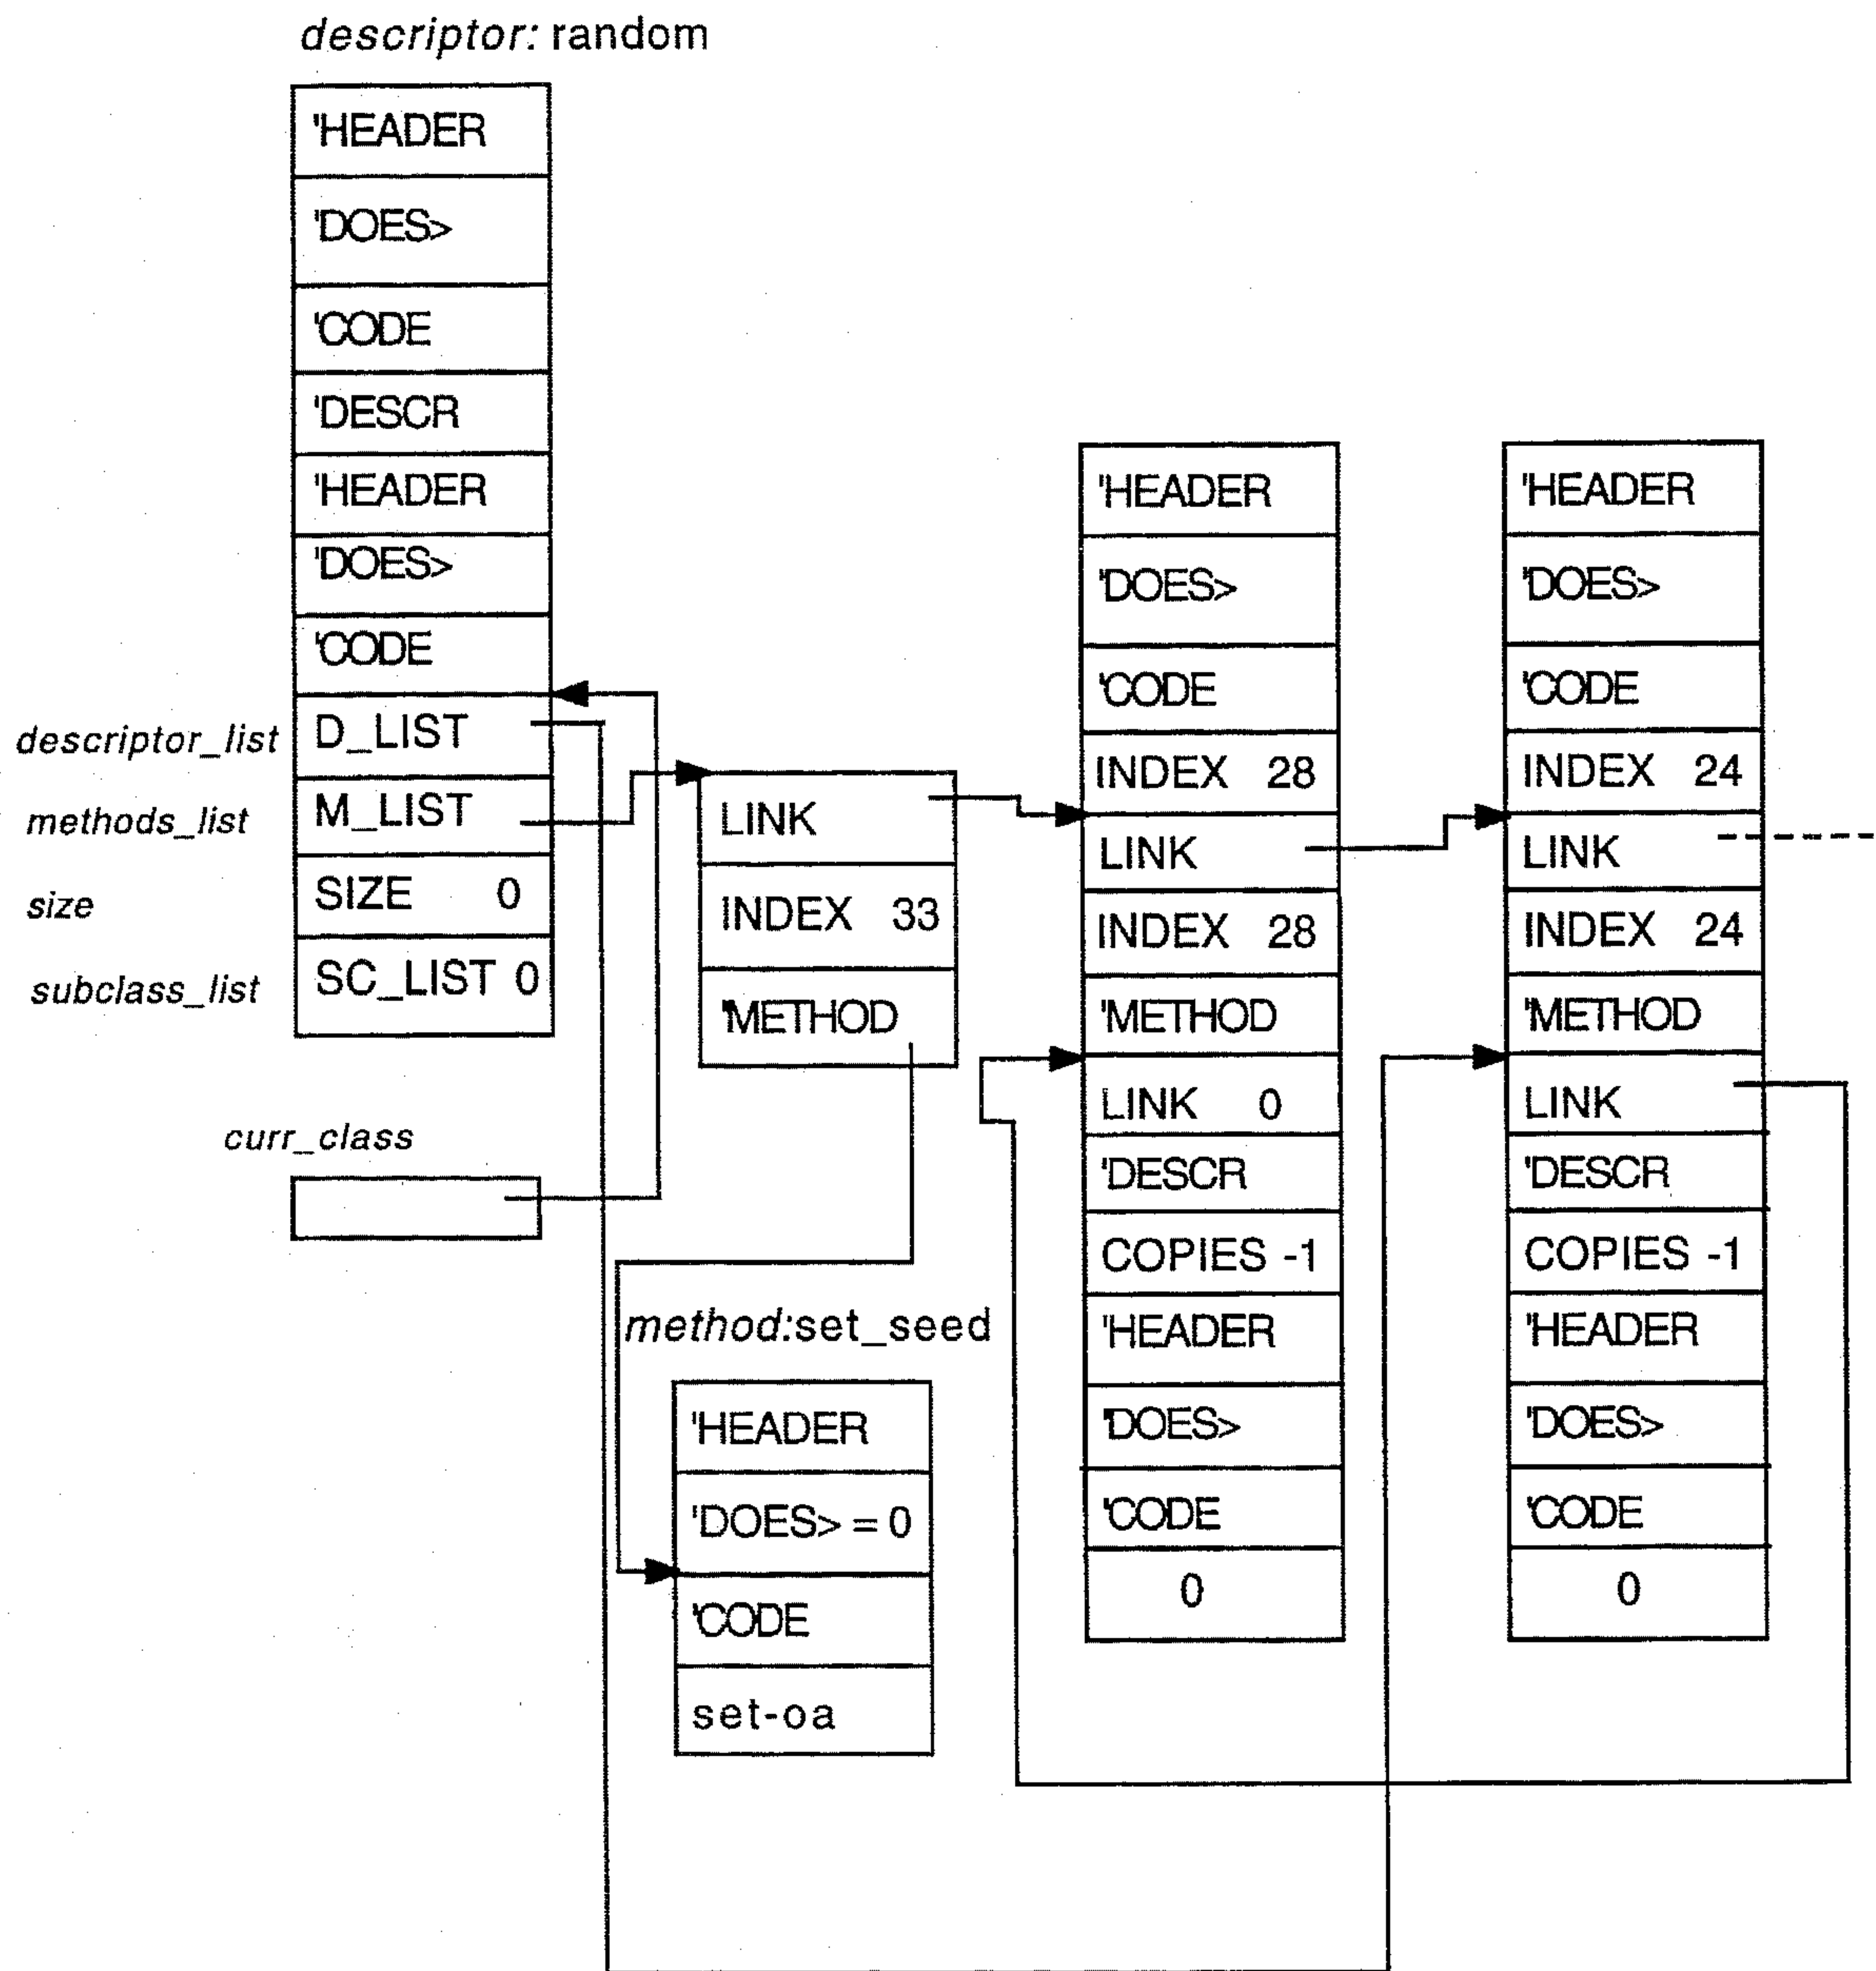 descriptor: random
'HEADER
'DOES>
'CODE
'DESCR
'HEADER
'DOES>
'CODE
descriptor_list
D_LIST
methods_list
M_LIST
size
SIZE 0
subclass_list
SC_LIST 0
curr_class
LINK
INDEX 33
'METHOD
method:set_seed
'HEADER
'DOES> = 0
'CODE
set-oa
'HEADER
'DOES>
'CODE
INDEX 28
LINK
INDEX 28
'METHOD
LINK 0
'DESCR
COPIES -1
'HEADER
'DOES>
'CODE
0
'HEADER
'DOES>
'CODE
INDEX 24
LINK
INDEX 24
'METHOD
LINK
'DESCR
COPIES -1
'HEADER
'DOES>
'CODE
0